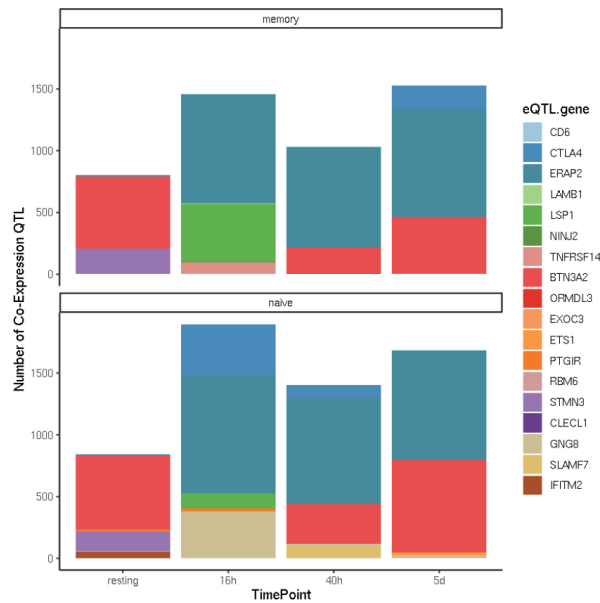 memory
1500
1000
500
0
naive
1500
1000
500
0
Number of Co-Expression QTL
resting 16h 40h 5d
TimePoint
eQTL.gene
CD6
CTLA4
ERAP2
LAMB1
LSP1
NINJ2
TNFRSF14
BTN3A2
ORMDL3
EXOC3
ETS1
PTGIR
RBM6
STMN3
CLECL1
GNG8
SLAMF7
IFITM2